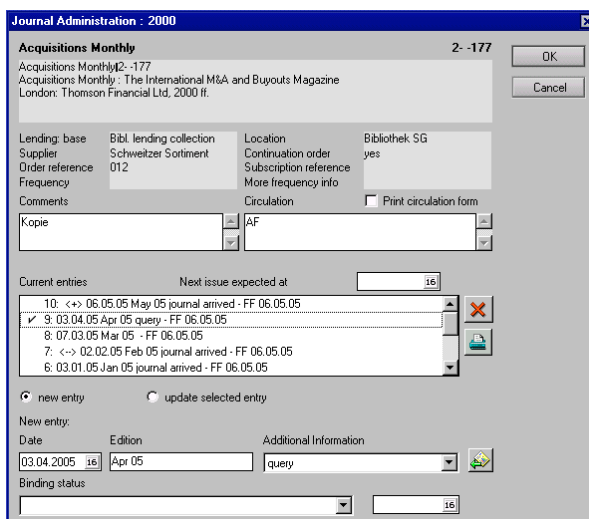 Journal Administration : 2000
Acquisitions Monthly 2- -177
OK
Acquisitions Monthly|2- -177
Acquisitions Monthly : The International M&A and Buyouts Magazine
London: Thomson Financial Ltd, 2000 ff.
Cancel
Lending: base Bibl. lending collection Location Bibliothek SG
Supplier Schweitzer Sortiment Continuation order yes
Order reference 012 Subscription reference
Frequency More frequency info
Comments Circulation Print circulation form
Kopie AF
Current entries Next issue expected at 16
10: <+> 06.05.05 May 05 journal arrived - FF 06.05.05
9: 03.04.05 Apr 05 query - FF 06.05.05
8: 07.03.05 Mar 05 - FF 06.05.05
7: <--> 02.02.05 Feb 05 journal arrived - FF 06.05.05
6: 03.01.05 Jan 05 journal arrived - FF 06.05.05
new entry update selected entry
New entry:
Date Edition Additional Information
03.04.2005 16 Apr 05 query
Binding status
16